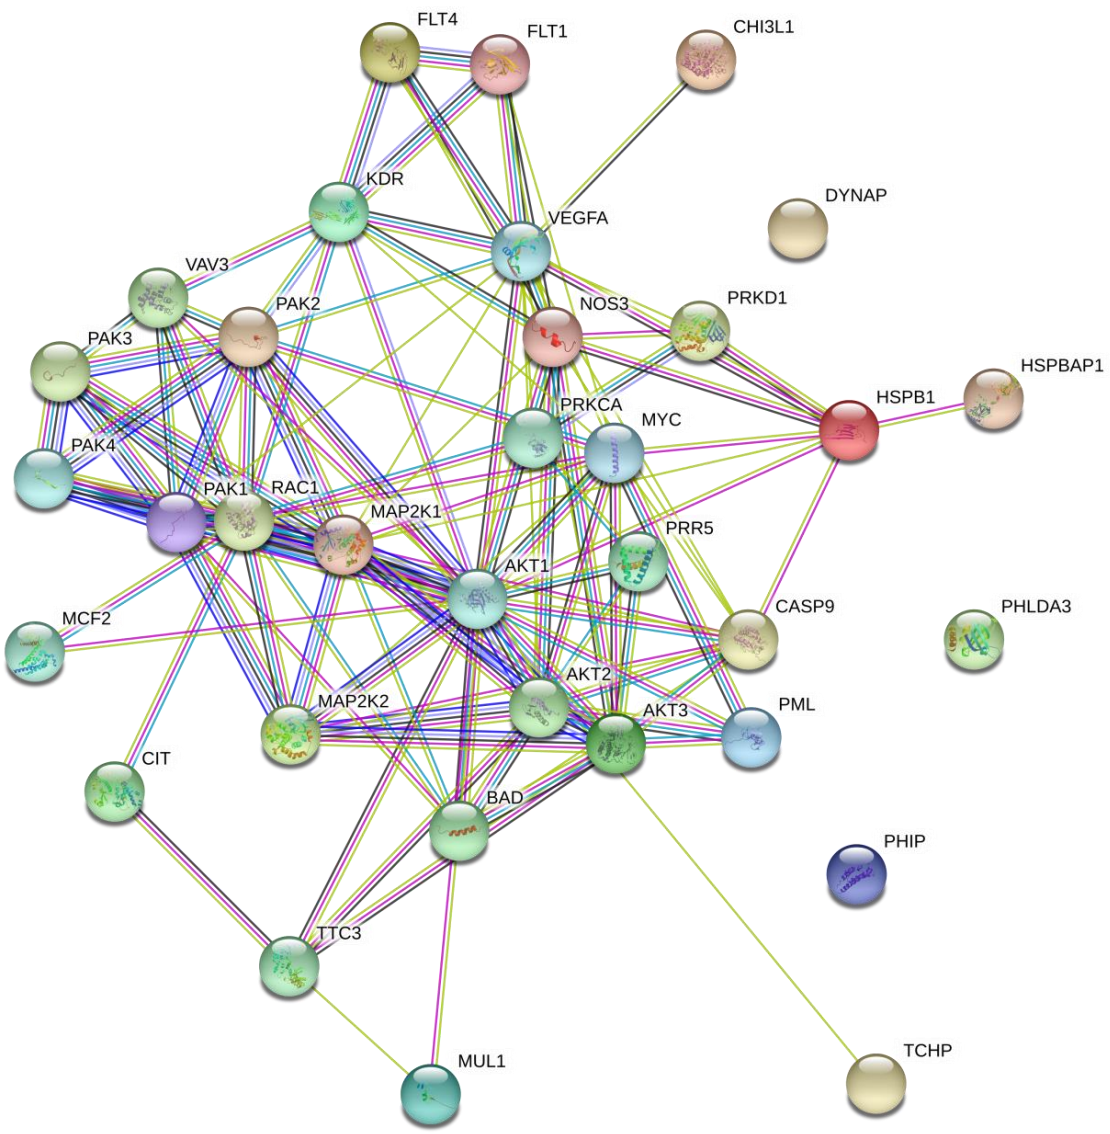 FLT4
FLT1
CHI3L1
KDR
DYNAP
VEGFA
VAV3
PAK2
NOS3
PRKD1
PAK3
HSPBAP1
HSPB1
PRKCA
MYC
PAK4
PAK1
RAC1
MAP2K1
PRR5
AKT1
MCF2
CASP9
PHLDA3
AKT2
MAP2K2
AKT3
PML
CIT
BAD
PHIP
TTC3
MUL1
TCHP